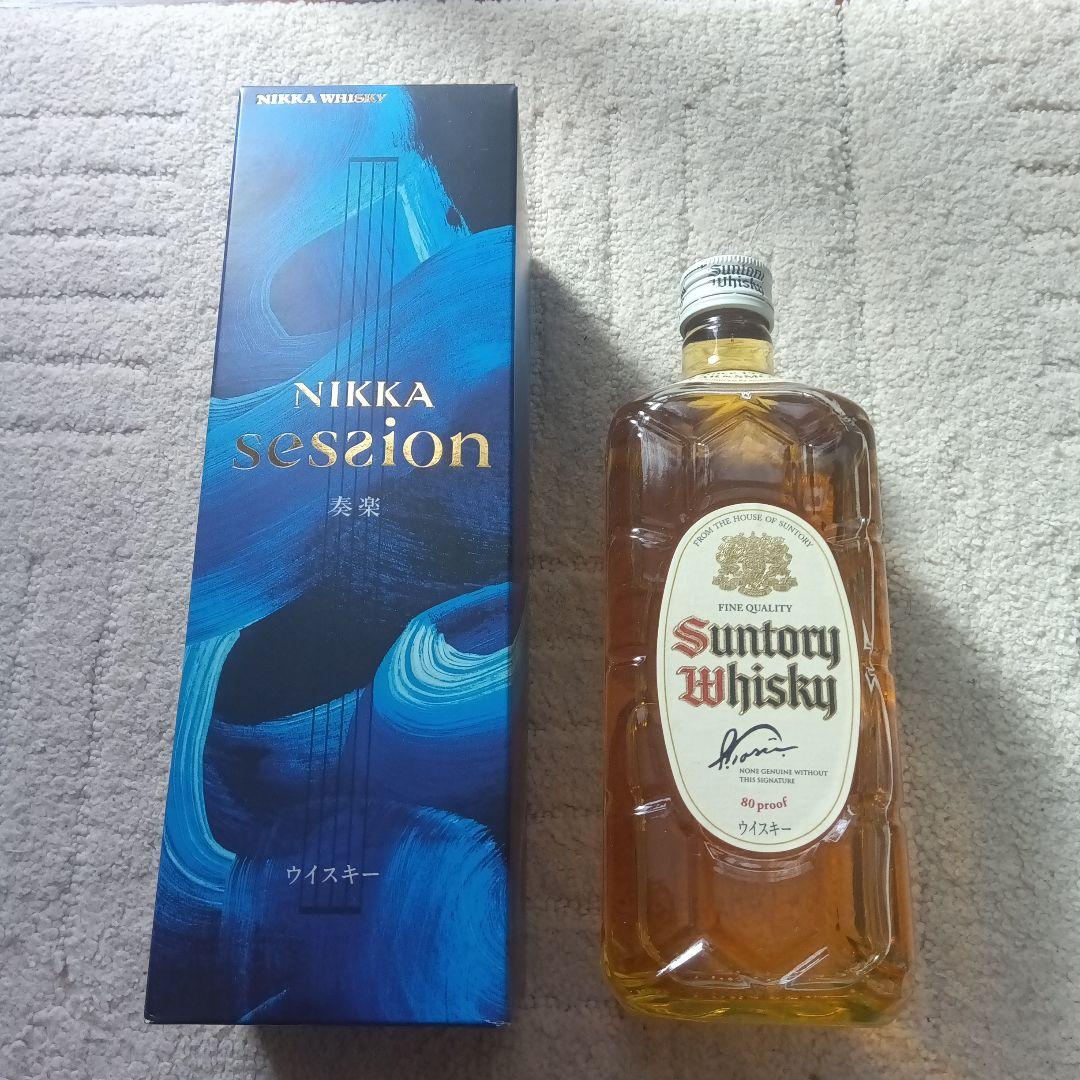 NIKKA WHISKY
NIKKA
session
奏楽
ウイスキー
Suntory
Whisky
FROM THE HOUSE OF SUNTORY
FINE QUALITY
Suntory
Whisky
NONE GENUINE WITHOUT
THIS SIGNATURE
80 proof
ウイスキー